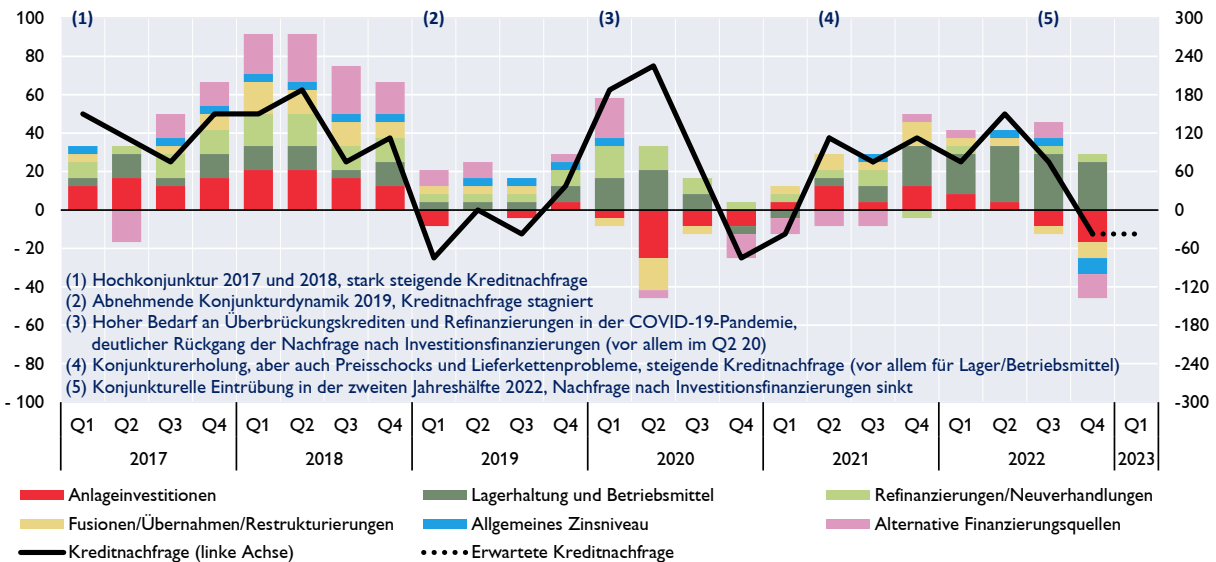 (1) (2) (3) (4) (5)
100 300
80 240
60 180
40 120
20 60
0 0
- 20 -60
- 40 -120
- 60 -180
- 80 -240
- 100 -300
(1) Hochkonjunktur 2017 und 2018, stark steigende Kreditnachfrage
(2) Abnehmende Konjunkturdynamik 2019, Kreditnachfrage stagniert
(3) Hoher Bedarf an Überbrückungskrediten und Refinanzierungen in der COVID-19-Pandemie,
deutlicher Rückgang der Nachfrage nach Investitionsfinanzierungen (vor allem im Q2 20)
(4) Konjunkturerholung, aber auch Preisschocks und Lieferkettenprobleme, steigende Kreditnachfrage (vor allem für Lager/Betriebsmittel)
(5) Konjunkturelle Eintrübung in der zweiten Jahreshälfte 2022, Nachfrage nach Investitionsfinanzierungen sinkt
Q1 Q2 Q3 Q4 Q1 Q2 Q3 Q4 Q1 Q2 Q3 Q4 Q1 Q2 Q3 Q4 Q1 Q2 Q3 Q4 Q1 Q2 Q3 Q4 Q1
2017 2018 2019 2020 2021 2022 2023
Anlageinvestitionen Lagerhaltung und Betriebsmittel Refinanzierungen/Neuverhandlungen
Fusionen/Übernahmen/Restrukturierungen Allgemeines Zinsniveau Alternative Finanzierungsquellen
Kreditnachfrage (linke Achse) Erwartete Kreditnachfrage